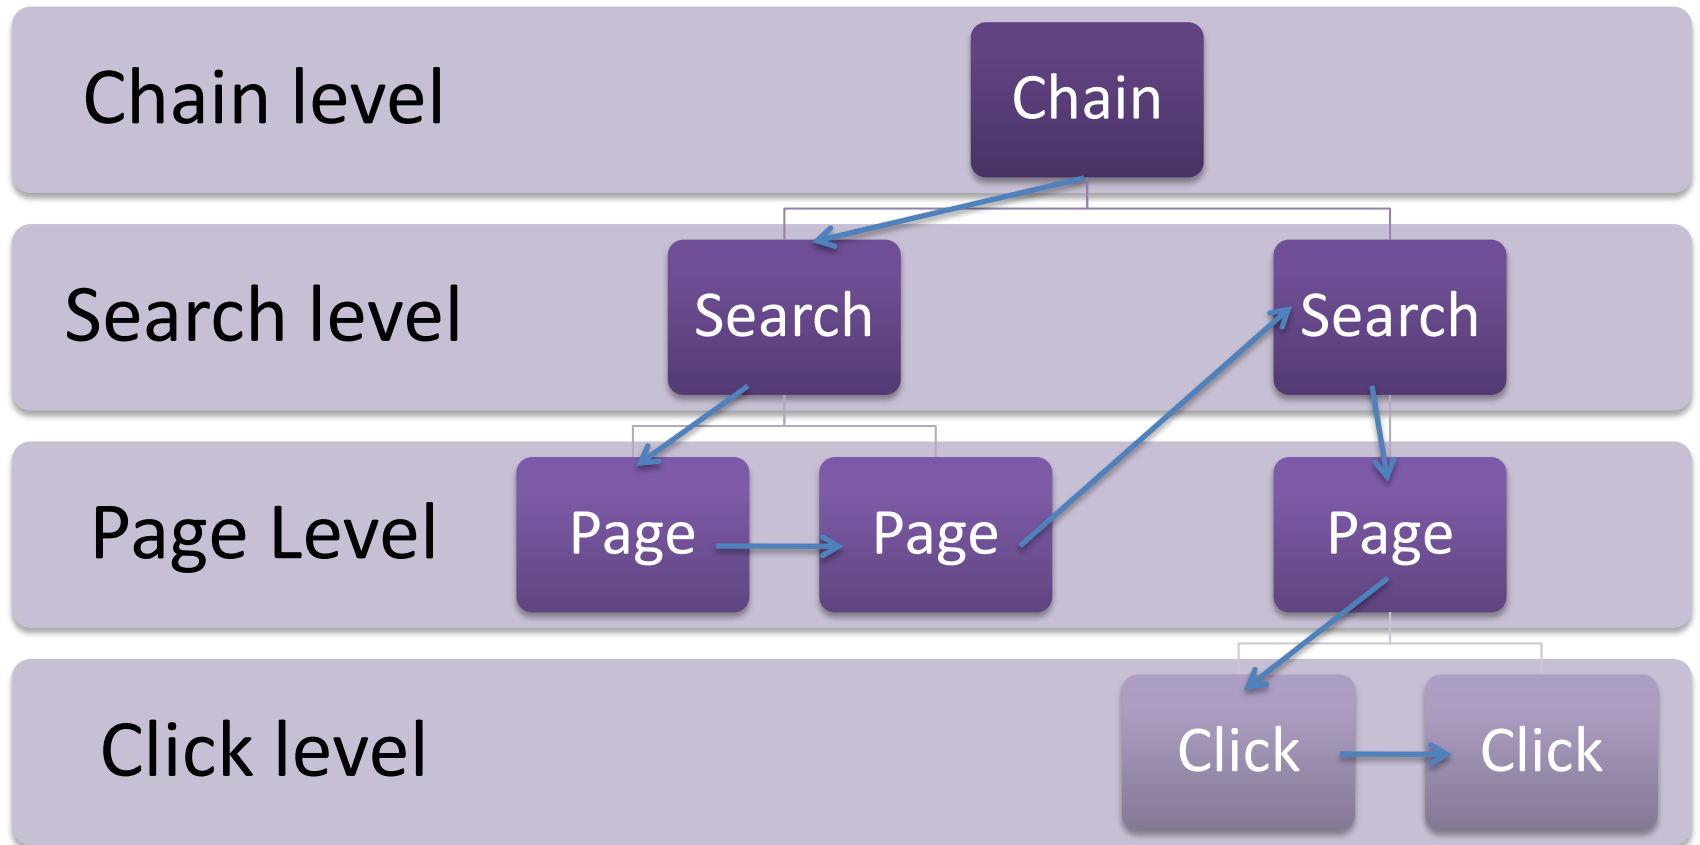 Chain level
Chain
Search level
Search
Search
Page Level
Page
Page
Page
Click level
Click
Click